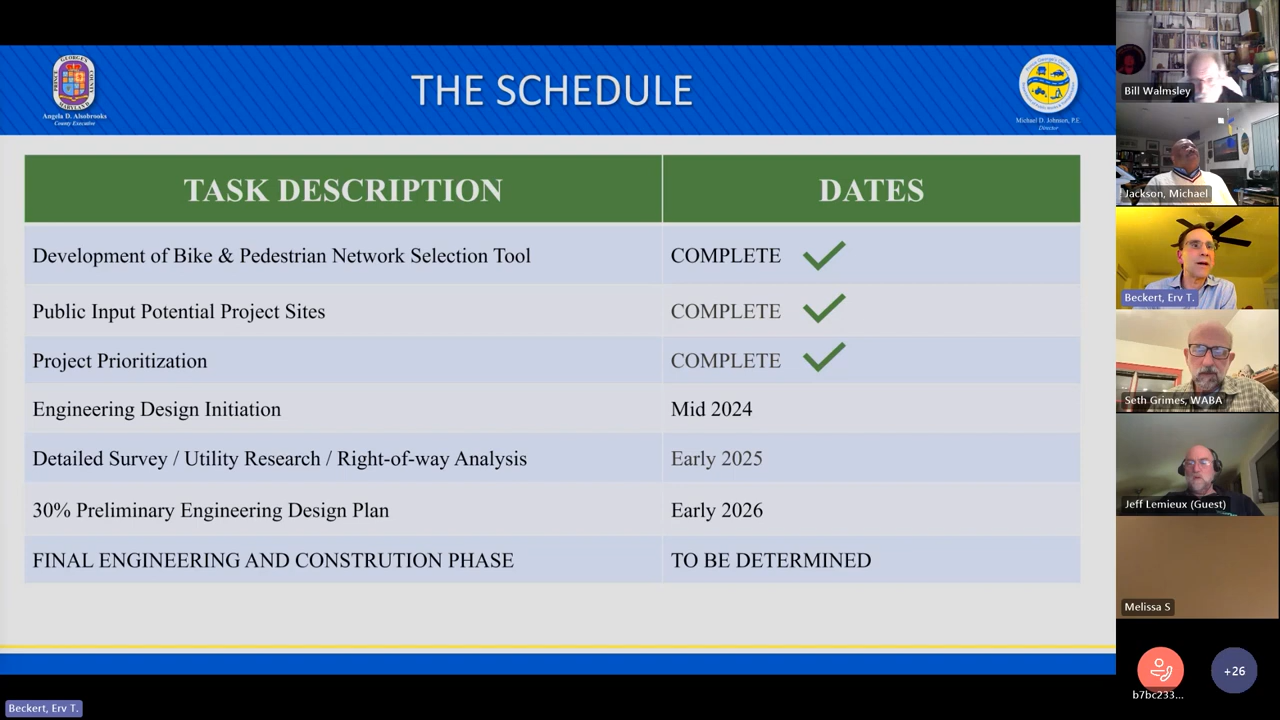 THE SCHEDULE
PRINCE GEORGE'S COUNTY
MARYLAND
Angela D. Alsobrooks
County Executive
Michael D. Johnson, P.E.
Director
TASK DESCRIPTION DATES
Development of Bike & Pedestrian Network Selection Tool COMPLETE
Public Input Potential Project Sites COMPLETE
Project Prioritization COMPLETE
Engineering Design Initiation Mid 2024
Detailed Survey / Utility Research / Right-of-way Analysis Early 2025
30% Preliminary Engineering Design Plan Early 2026
FINAL ENGINEERING AND CONSTRUTION PHASE TO BE DETERMINED
Beckert, Erv T.
Bill Walmsley
Jackson, Michael
Beckert, Erv T.
Seth Grimes, WABA
Jeff Lemieux (Guest)
Melissa S
b7bc233...
+26